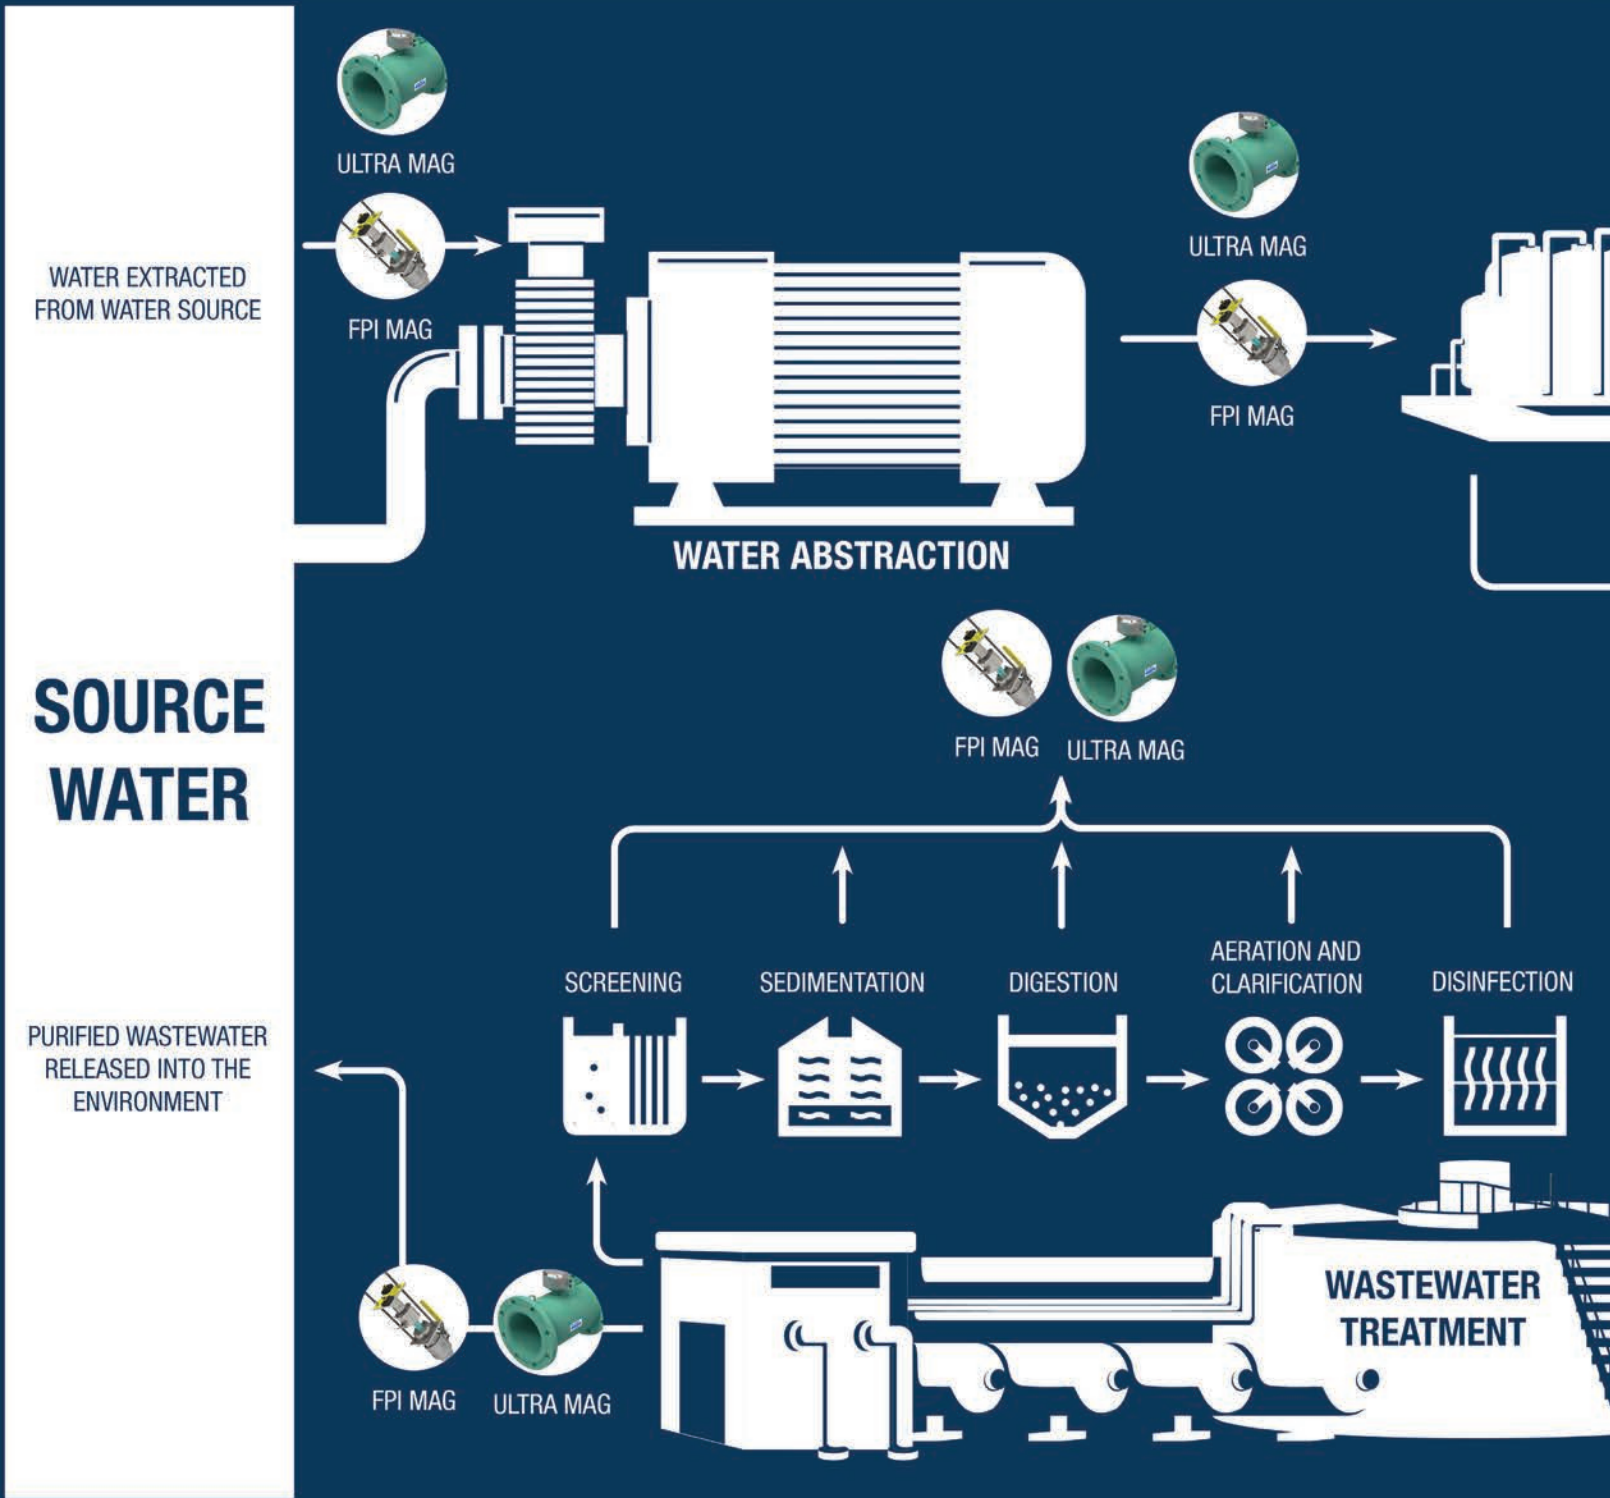 ULTRA MAG
FPI MAG
WATER EXTRACTED
FROM WATER SOURCE
ULTRA MAG
FPI MAG
WATER ABSTRACTION
SOURCE
WATER
FPI MAG
ULTRA MAG
SCREENING
SEDIMENTATION
DIGESTION
AERATION AND
CLARIFICATION
DISINFECTION
PURIFIED WASTEWATER
RELEASED INTO THE
ENVIRONMENT
WASTEWATER
TREATMENT
FPI MAG
ULTRA MAG